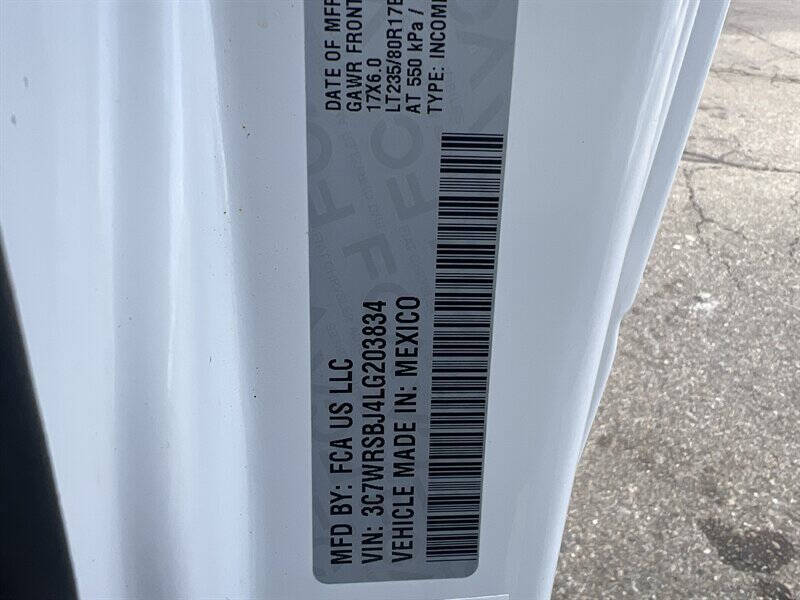 MFD BY: FCA US LLC
VIN: 3C7WRSBJ4LG203834
VEHICLE MADE IN: MEXICO
DATE OF MFR
GAWR FRONT
17X6.0
LT235/80R17E
AT 550 kPa /
TYPE: INCOM